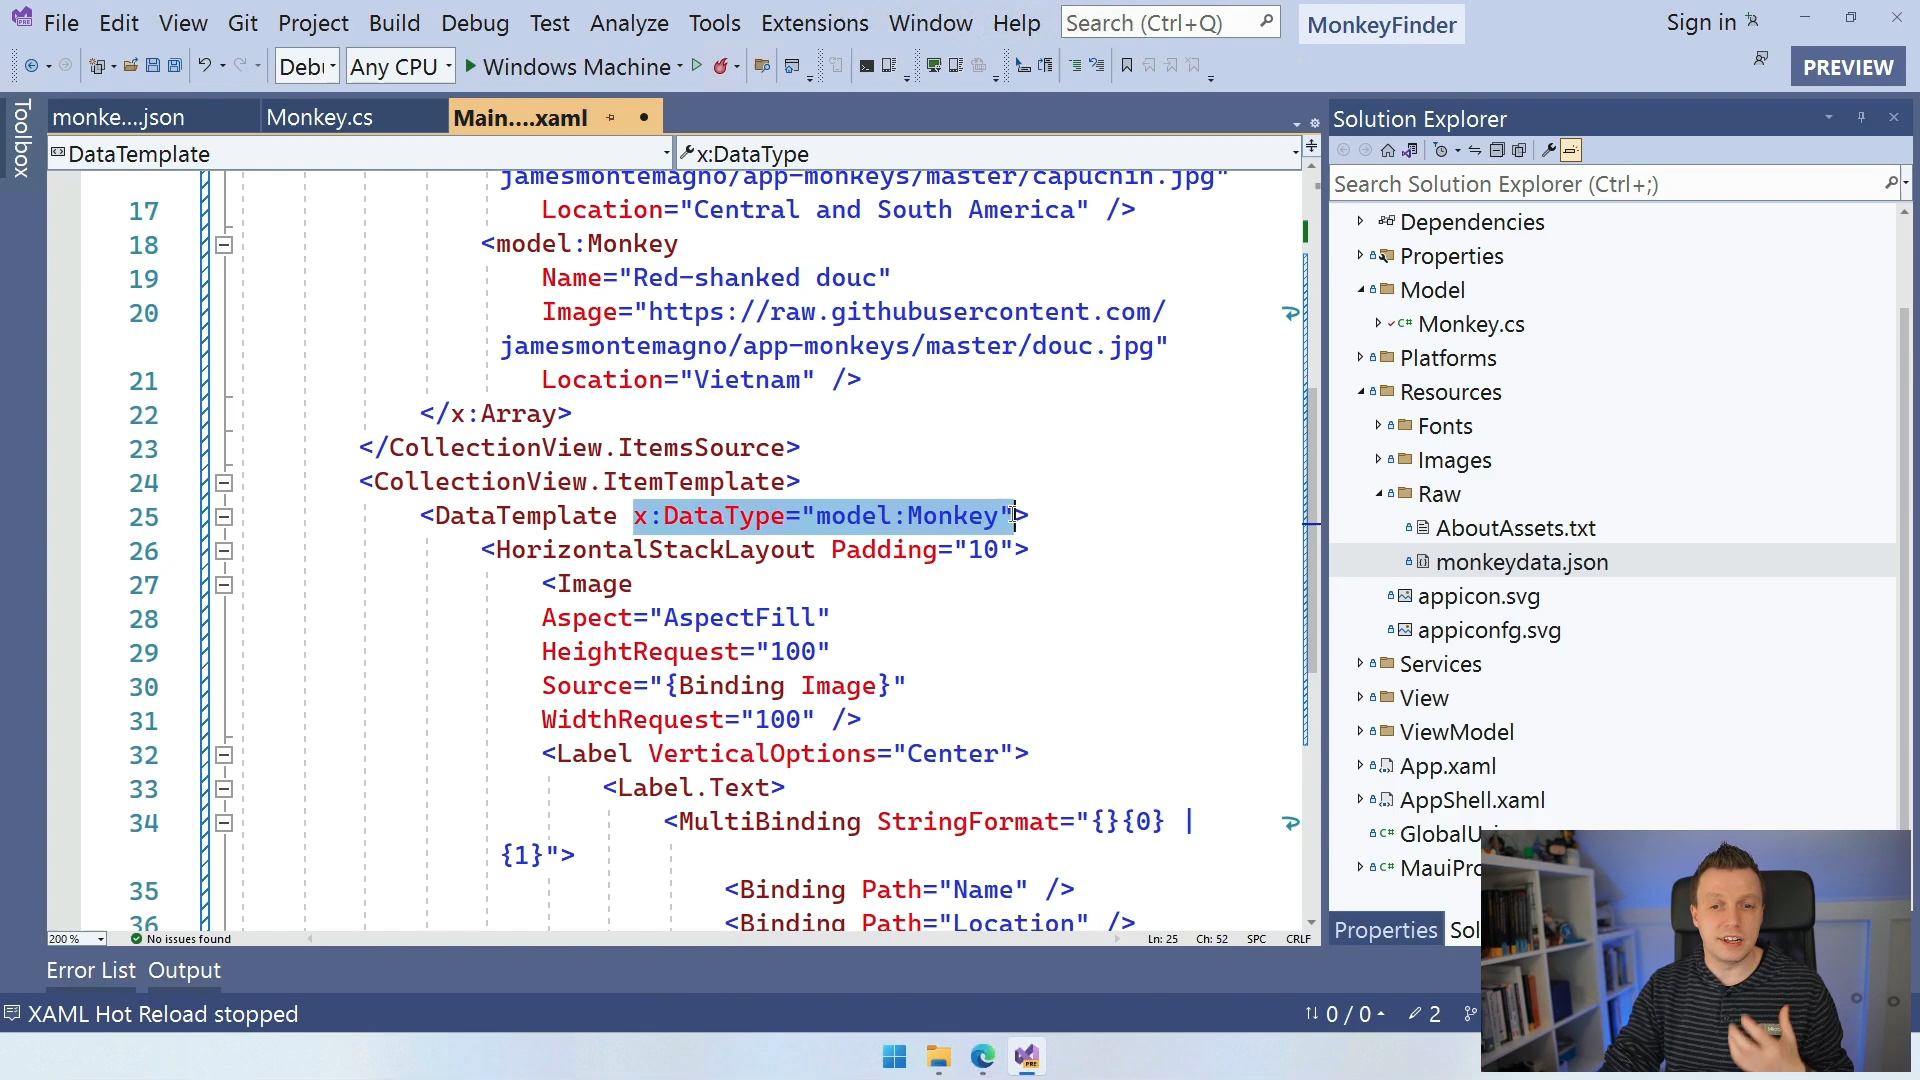 File Edit View Git Project Build Debug Test Analyze Tools Extensions Window Help Search (Ctrl+Q) MonkeyFinder Sign in
Debu Any CPU Windows Machine PREVIEW
Toolbox
monke....json Monkey.cs Main....xaml
DataTemplate x:DataType
jamesmontemagno/app-monkeys/master/capuchin.jpg"
17 Location="Central and South America" />
18 <model:Monkey
19 Name="Red-shanked douc"
20 Image="https://raw.githubusercontent.com/
jamesmontemagno/app-monkeys/master/douc.jpg"
21 Location="Vietnam" />
22 </x:Array>
23 </CollectionView.ItemsSource>
24 <CollectionView.ItemTemplate>
25 <DataTemplate x:DataType="model:Monkey">
26 <HorizontalStackLayout Padding="10">
27 <Image
28 Aspect="AspectFill"
29 HeightRequest="100"
30 Source="{Binding Image}"
31 WidthRequest="100" />
32 <Label VerticalOptions="Center">
33 <Label.Text>
34 <MultiBinding StringFormat="{}{0} |
{1}">
35 <Binding Path="Name" />
36 <Binding Path="Location" />
200 % No issues found Ln: 25 Ch: 52 SPC CRLF
Error List Output
XAML Hot Reload stopped 0 / 0 2
Solution Explorer
Search Solution Explorer (Ctrl+;)
Dependencies
Properties
Model
C# Monkey.cs
Platforms
Resources
Fonts
Images
Raw
AboutAssets.txt
monkeydata.json
appicon.svg
appiconfg.svg
Services
View
ViewModel
App.xaml
AppShell.xaml
C# GlobalU
C# MauiPro
Properties Sol
PRE